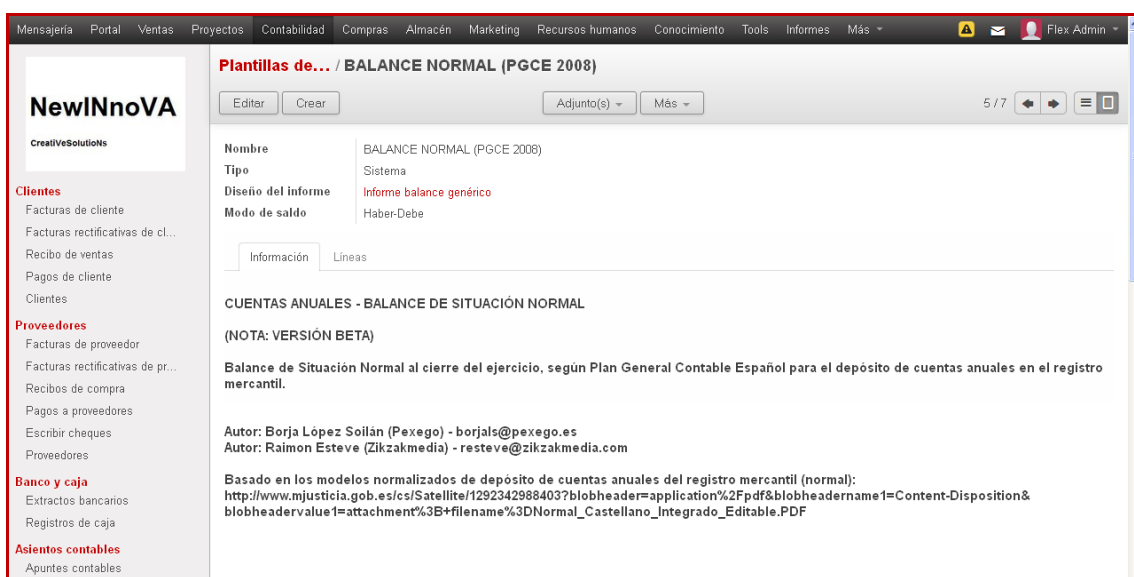 Mensajería Portal Ventas Proyectos Contabilidad Compras Almacén Marketing Recursos humanos Conocimiento Tools Informes Más Flex Admin
NewINnoVA
CreatiVeSolutioNs
Clientes
Facturas de cliente
Facturas rectificativas de cl...
Recibo de ventas
Pagos de cliente
Clientes
Proveedores
Facturas de proveedor
Facturas rectificativas de pr...
Recibos de compra
Pagos a proveedores
Escribir cheques
Proveedores
Banco y caja
Extractos bancarios
Registros de caja
Asientos contables
Apuntes contables
Plantillas de... / BALANCE NORMAL (PGCE 2008)
Editar Crear Adjunto(s) Más 5 / 7
Nombre BALANCE NORMAL (PGCE 2008)
Tipo Sistema
Diseño del informe Informe balance genérico
Modo de saldo Haber-Debe
Información Líneas
CUENTAS ANUALES - BALANCE DE SITUACIÓN NORMAL
(NOTA: VERSIÓN BETA)
Balance de Situación Normal al cierre del ejercicio, según Plan General Contable Español para el depósito de cuentas anuales en el registro
mercantil.
Autor: Borja López Soilán (Pexego) - borjals@pexego.es
Autor: Raimon Esteve (Zikzakmedia) - resteve@zikzakmedia.com
Basado en los modelos normalizados de depósito de cuentas anuales del registro mercantil (normal):
http://www.mjusticia.gob.es/cs/Satellite/1292342988403?blobheader=application%2Fpdf&blobheadername1=Content-Disposition&
blobheadervalue1=attachment%3B+filename%3DNormal_Castellano_Integrado_Editable.PDF